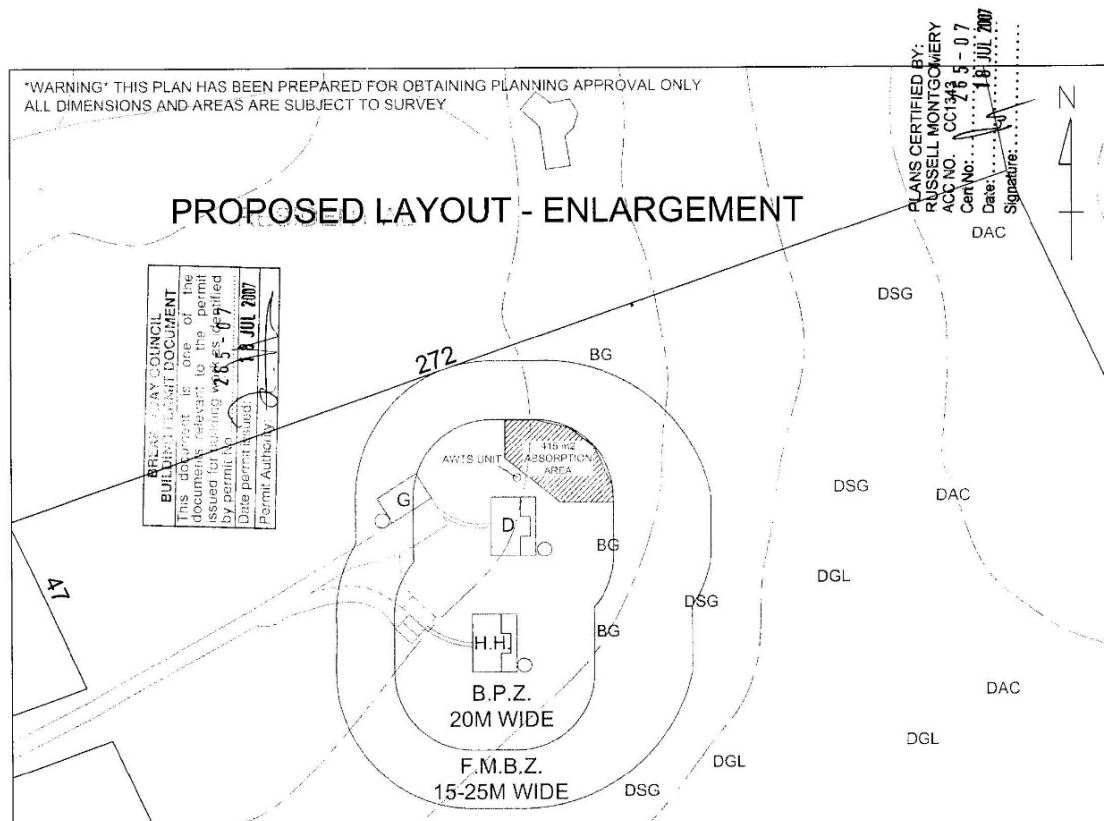 *WARNING* THIS PLAN HAS BEEN PREPARED FOR OBTAINING PLANNING APPROVAL ONLY
ALL DIMENSIONS AND AREAS ARE SUBJECT TO SURVEY
PLANS CERTIFIED BY:
RUSSELL MONTGOMERY
ACC NO. CC1343
Cert No: 265-07
Date: 18 JUL 2007
Signature:
N
PROPOSED LAYOUT - ENLARGEMENT
COUNCIL
BUILDING PERMIT DOCUMENT
This document is one of the
documents relevant to the permit
issued for building work as identified
by permit No 265-07
Date permit issued: 18 JUL 2007
Permit Authority
DAC
DSG
272
BG
415 m2
ABSORPTION
AREA
AWTS UNIT
G
D
DSG
DAC
BG
DGL
47
DSG
BG
H.H.
B.P.Z.
20M WIDE
DAC
DGL
F.M.B.Z.
15-25M WIDE
DGL
DSG